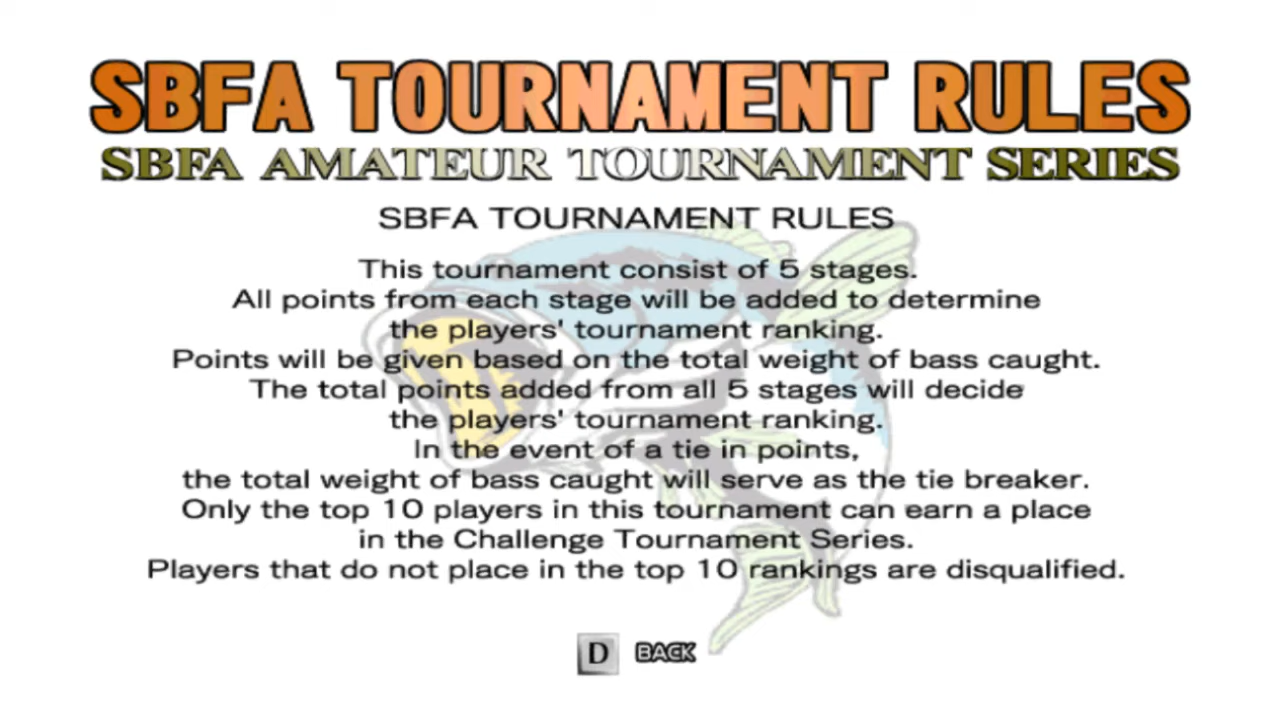 SBFA TOURNAMENT RULES
SBFA AMATEUR TOURNAMENT SERIES
SBFA TOURNAMENT RULES
This tournament consist of 5 stages.
All points from each stage will be added to determine
the players' tournament ranking.
Points will be given based on the total weight of bass caught.
The total points added from all 5 stages will decide
the players' tournament ranking.
In the event of a tie in points,
the total weight of bass caught will serve as the tie breaker.
Only the top 10 players in this tournament can earn a place
in the Challenge Tournament Series.
Players that do not place in the top 10 rankings are disqualified.
D BACK